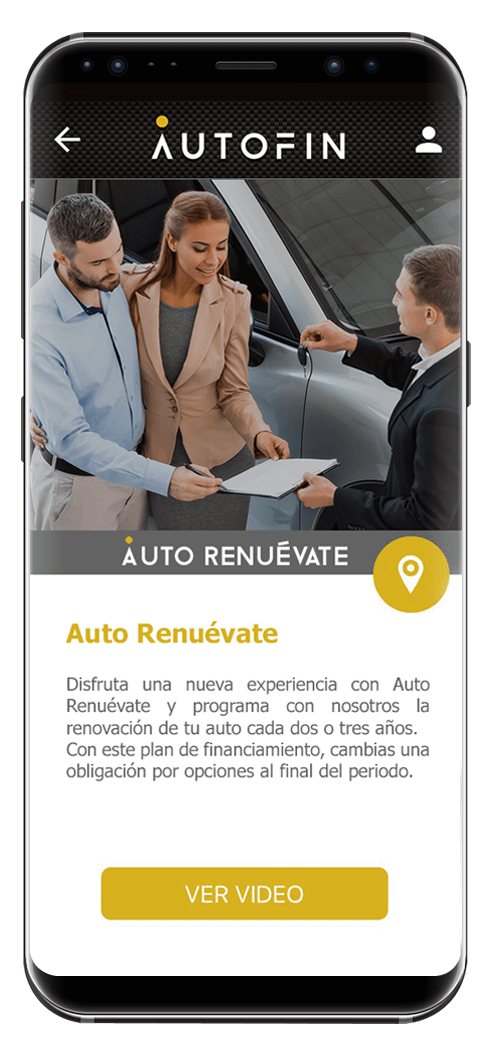 AUTOFIN
AUTO RENUÉVATE
Auto Renuévate
Disfruta una nueva experiencia con Auto
Renuévate y programa con nosotros la
renovación de tu auto cada dos o tres años.
Con este plan de financiamiento, cambias una
obligación por opciones al final del periodo.
VER VIDEO